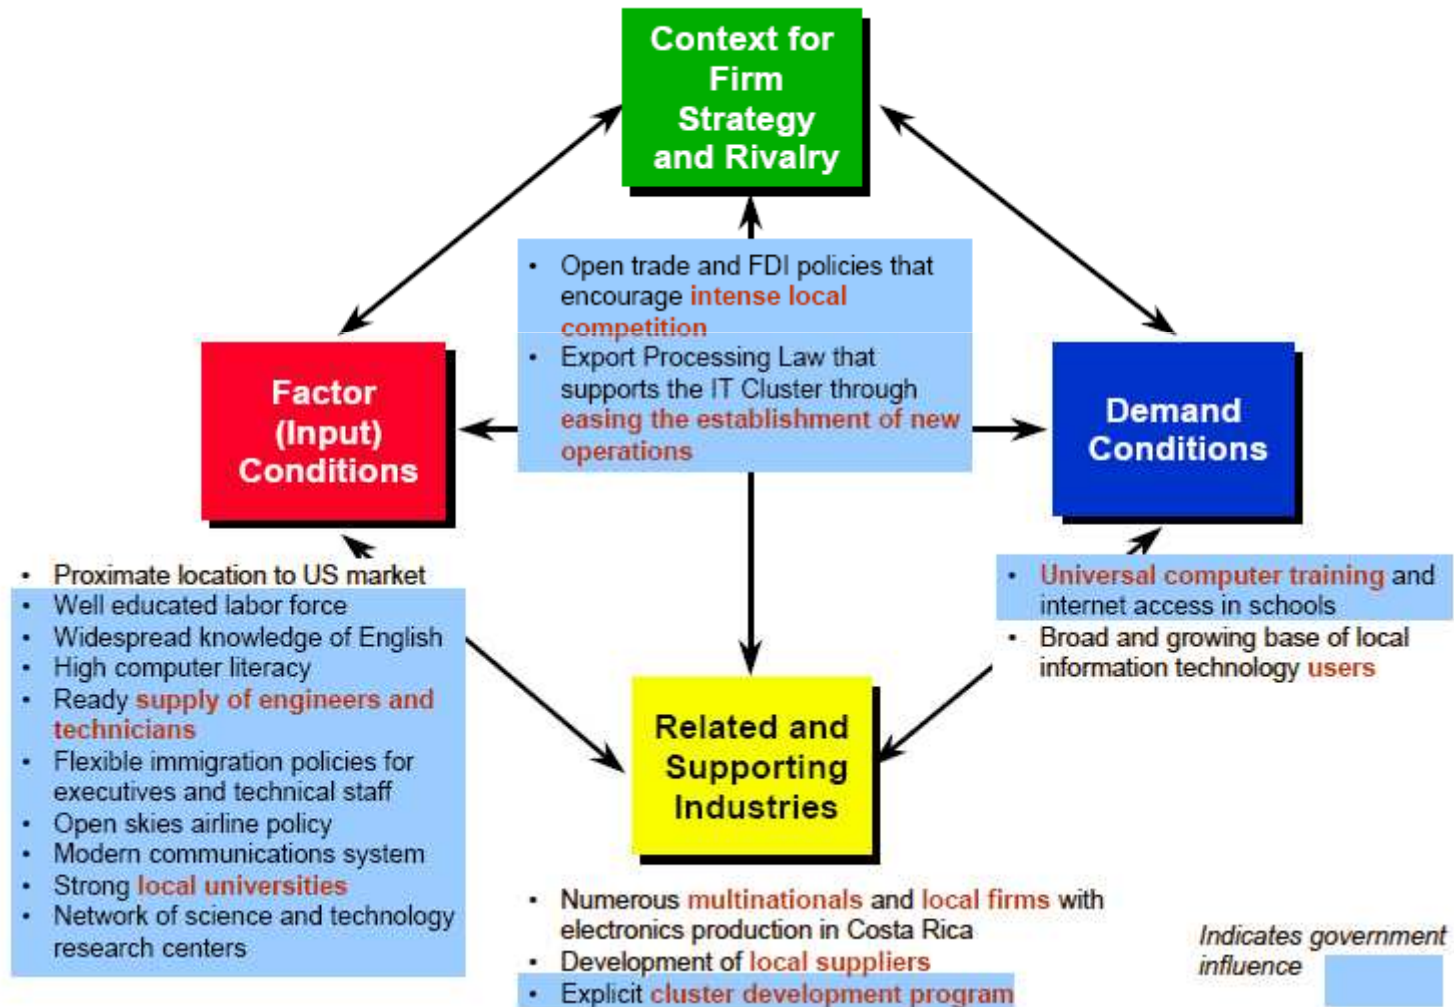 Context for
Firm
Strategy
and Rivalry
• Open trade and FDI policies that
encourage intense local
competition
• Export Processing Law that
supports the IT Cluster through
easing the establishment of new
operations
Factor
(Input)
Conditions
Demand
Conditions
• Proximate location to US market
• Well educated labor force
• Widespread knowledge of English
• High computer literacy
• Ready supply of engineers and
technicians
• Flexible immigration policies for
executives and technical staff
• Open skies airline policy
• Modern communications system
• Strong local universities
• Network of science and technology
research centers
• Universal computer training and
internet access in schools
• Broad and growing base of local
information technology users
Related and
Supporting
Industries
• Numerous multinationals and local firms with
electronics production in Costa Rica
• Development of local suppliers
• Explicit cluster development program
Indicates government
influence